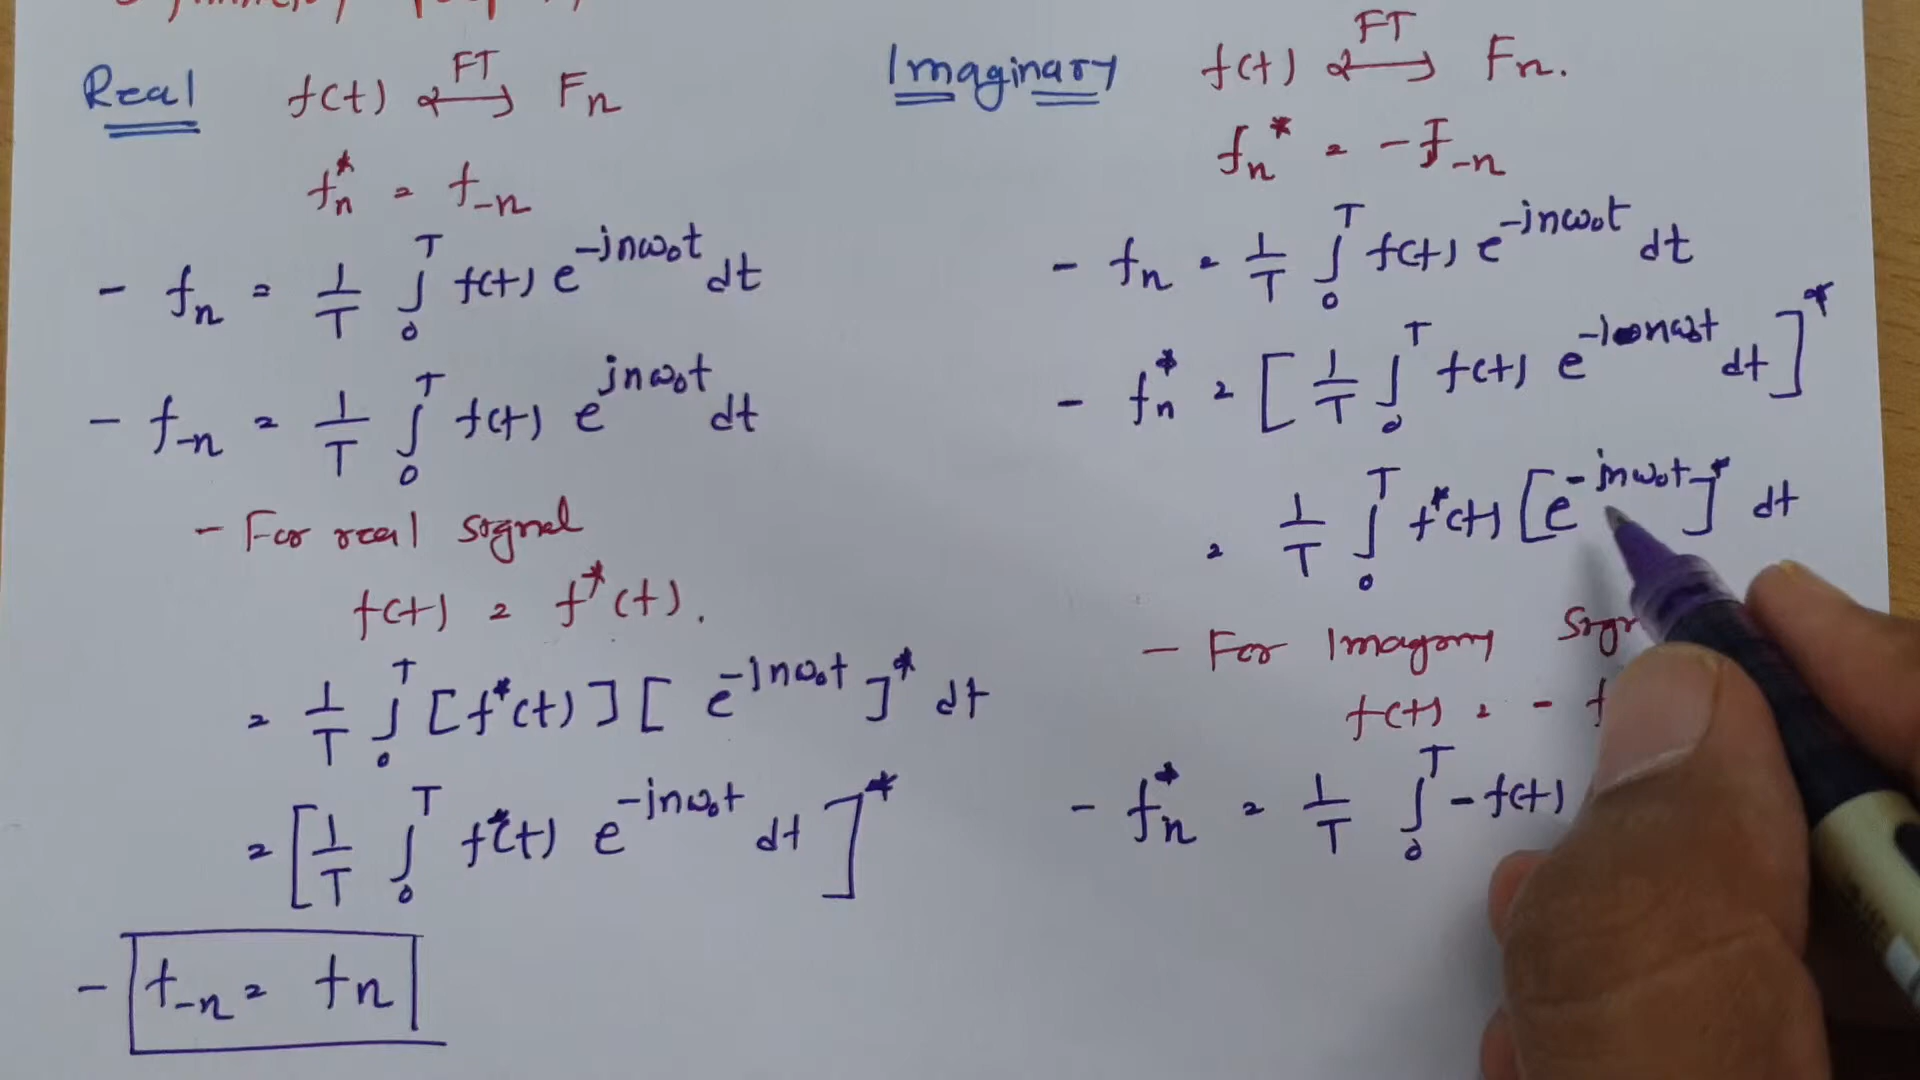 Real f(t) ⟷ Fn
FT
fn* = f-n
- fn = 1/T ∫0T f(t) e^-jnω0t dt
- f-n = 1/T ∫0T f(t) e^jnω0t dt
- For real signal
f(t) = f*(t).
= 1/T ∫0T [f*(t)] [e^-jnω0t]* dt
= [1/T ∫0T f*(t) e^-jnω0t dt]*
- f-n = fn
Imaginary f(t) ⟷ Fn.
FT
fn* = -F-n
- fn = 1/T ∫0T f(t) e^-jnω0t dt
- fn* = [1/T ∫0T f(t) e^-jnω0t dt]*
= 1/T ∫0T f*(t) [e^-jnω0t]* dt
- For Imagery
f(t) = - f
- fn* = 1/T ∫0T -f(t)